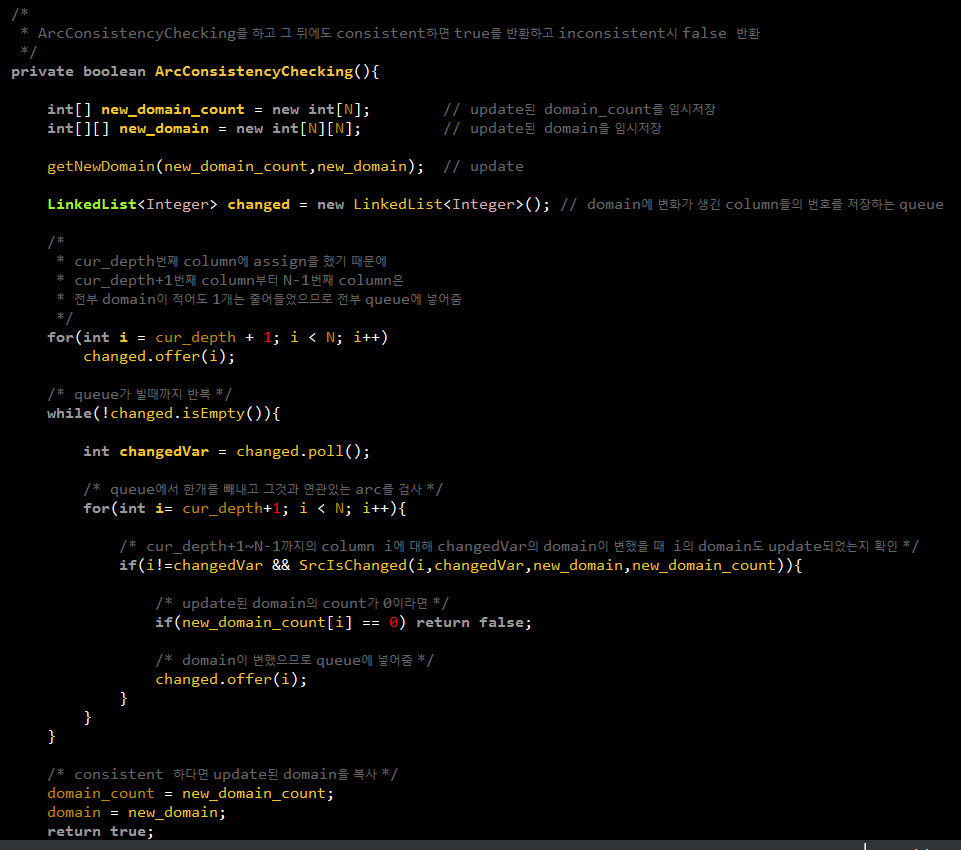 /*
 * ArcConsistencyChecking을 하고 그 뒤에도 consistent하면 true를 반환하고 inconsistent시 false 반환
 */
private boolean ArcConsistencyChecking(){
int[] new_domain_count = new int[N]; // update된 domain_count를 임시저장
int[][] new_domain = new int[N][N]; // update된 domain을 임시저장
getNewDomain(new_domain_count,new_domain); // update
LinkedList<Integer> changed = new LinkedList<Integer>(); // domain에 변화가 생긴 column들의 번호를 저장하는 queue
/*
 * cur_depth번째 column에 assign을 했기 때문에
 * cur_depth+1번째 column부터 N-1번째 column은
 * 전부 domain이 적어도 1개는 줄어들었으므로 전부 queue에 넣어줌
 */
for(int i = cur_depth + 1; i < N; i++)
changed.offer(i);
/* queue가 빌때까지 반복 */
while(!changed.isEmpty()){
int changedVar = changed.poll();
/* queue에서 한개를 빼내고 그것과 연관있는 arc를 검사 */
for(int i= cur_depth+1; i < N; i++){
/* cur_depth+1~N-1까지의 column i에 대해 changedVar의 domain이 변했을 때 i의 domain도 update되었는지 확인 */
if(i!=changedVar && SrcIsChanged(i,changedVar,new_domain,new_domain_count)){
/* update된 domain의 count가 0이라면 */
if(new_domain_count[i] == 0) return false;
/* domain이 변했으므로 queue에 넣어줌 */
changed.offer(i);
}
}
}
/* consistent 하다면 update된 domain을 복사 */
domain_count = new_domain_count;
domain = new_domain;
return true;